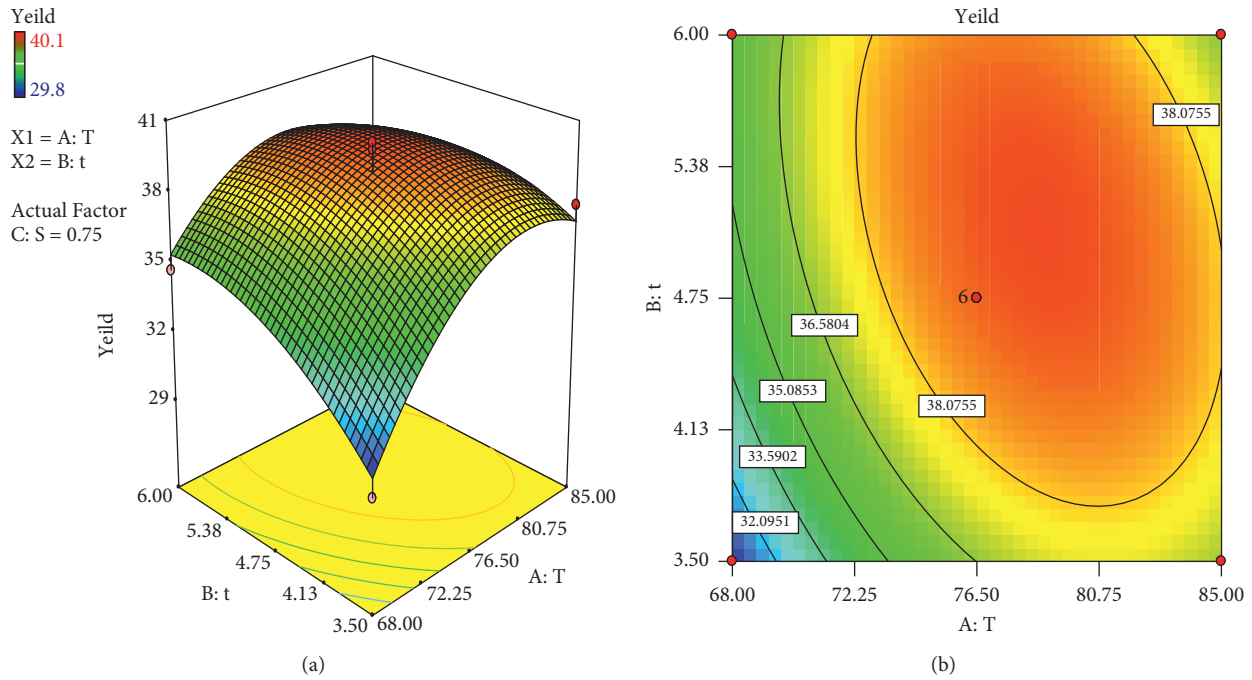 Yeild
40.1
29.8
X1 = A: T
X2 = B: t
Actual Factor
C: S = 0.75
41
38
35
32
29
Yeild
6.00
5.38
4.75
4.13
3.50
B: t
68.00
72.25
76.50
80.75
85.00
A: T
(a)
Yeild
6.00
5.38
4.75
4.13
3.50
B: t
38.0755
6
36.5804
35.0853
38.0755
33.5902
32.0951
68.00
72.25
76.50
80.75
85.00
A: T
(b)